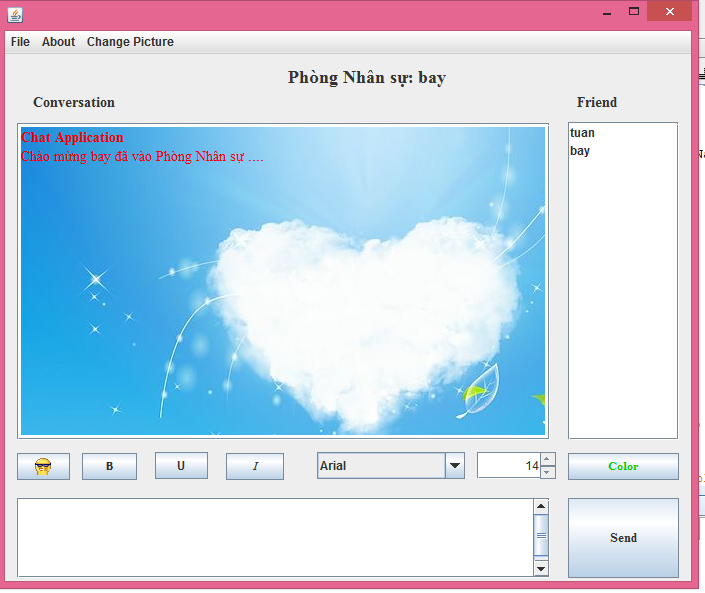 File About Change Picture
Phòng Nhân sự: bay
Conversation
Friend
Chat Application
Chào mừng bay đã vào Phòng Nhân sự ....
tuan
bay
B U I Arial 14 Color
Send